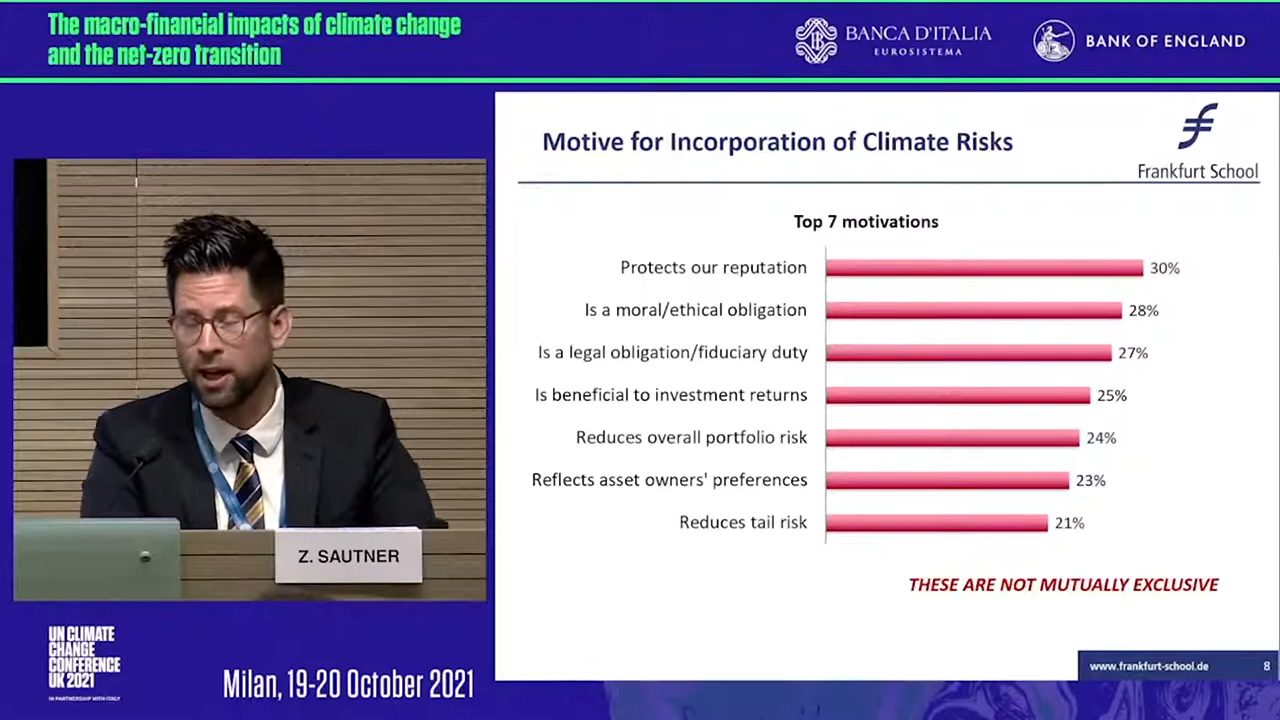 The macro-financial impacts of climate change
and the net-zero transition
BANCA D'ITALIA
EUROSISTEMA
BANK OF ENGLAND
Motive for Incorporation of Climate Risks
Frankfurt School
Top 7 motivations
Protects our reputation 30%
Is a moral/ethical obligation 28%
Is a legal obligation/fiduciary duty 27%
Is beneficial to investment returns 25%
Reduces overall portfolio risk 24%
Reflects asset owners' preferences 23%
Reduces tail risk 21%
THESE ARE NOT MUTUALLY EXCLUSIVE
www.frankfurt-school.de 8
Z. SAUTNER
UN CLIMATE
CHANGE
CONFERENCE
UK 2021
IN PARTNERSHIP WITH ITALY
Milan, 19-20 October 2021